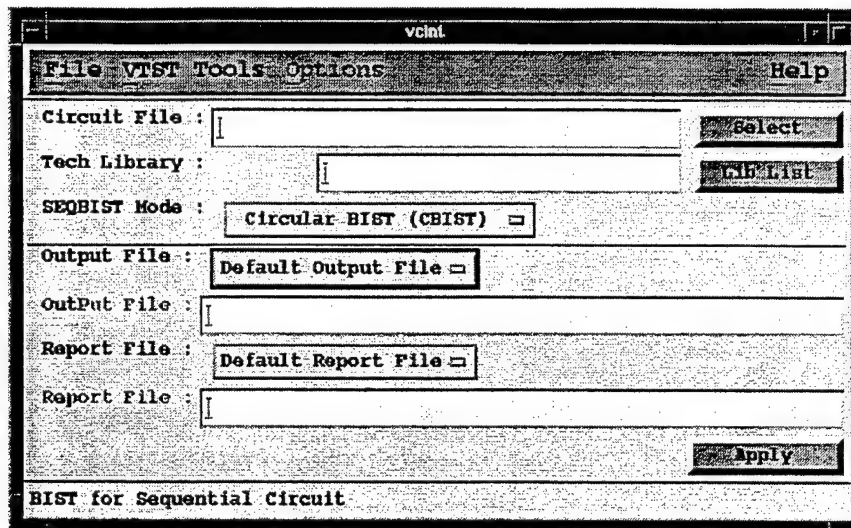 vcint
File VTST Tools Options Help
Circuit File : Select
Tech Library : Lib List
SEQBIST Mode : Circular BIST (CBIST)
Output File : Default Output File
OutPut File :
Report File : Default Report File
Report File :
Apply
BIST for Sequential Circuit